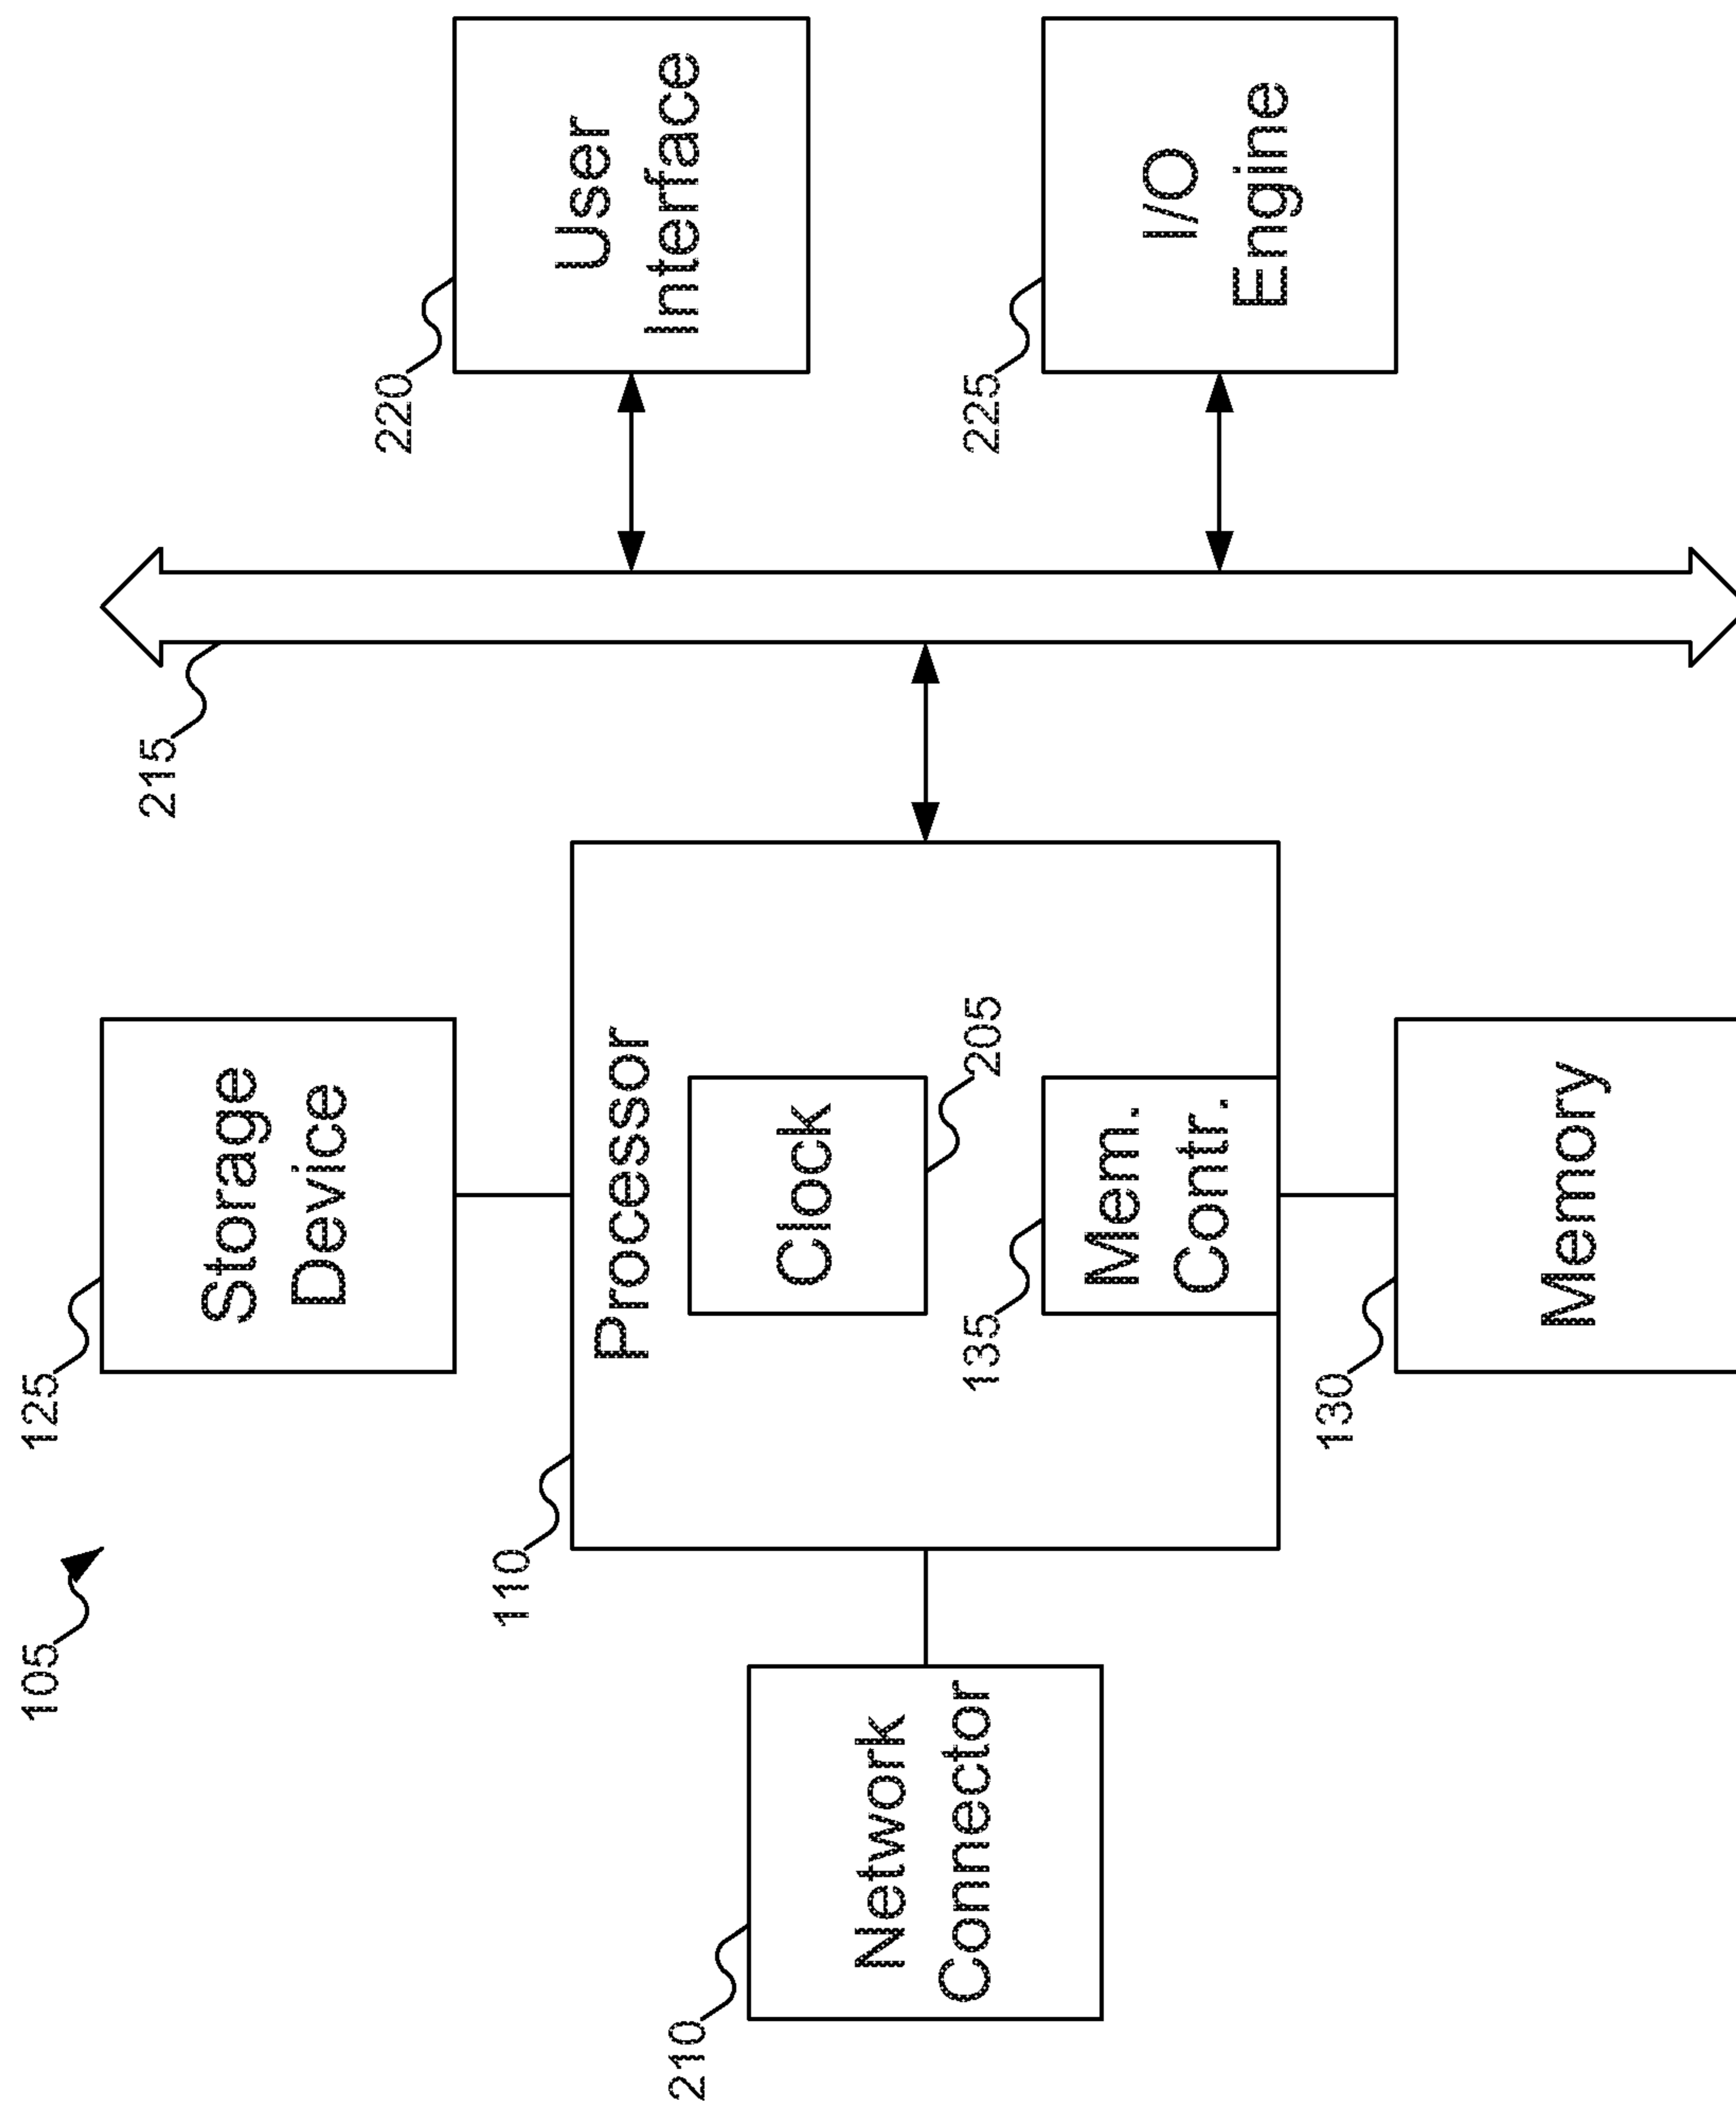 105
125
Storage
Device
215
220
User
Interface
110
Processor
210
Network
Connector
Clock
205
135
Mem.
Contr.
225
I/O
Engine
130
Memory